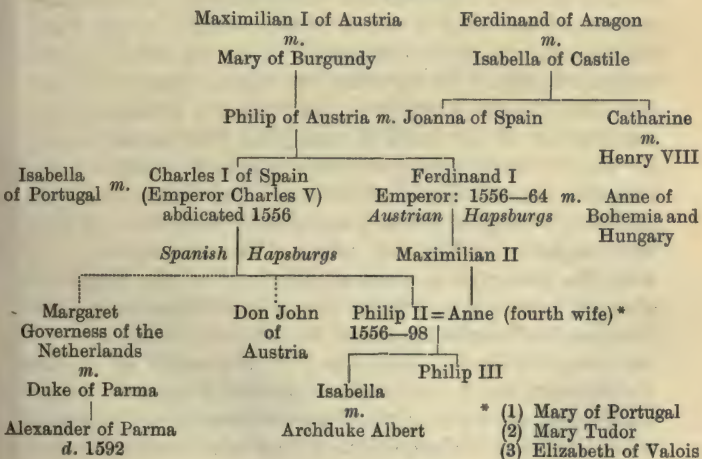 Maximilian I of Austria
m.
Mary of Burgundy
Ferdinand of Aragon
m.
Isabella of Castile
Philip of Austria m. Joanna of Spain
Catharine
m.
Henry VIII
Isabella
of Portugal m.
Charles I of Spain
(Emperor Charles V)
abdicated 1556
Ferdinand I
Emperor: 1556—64 m.
Anne of
Bohemia and
Hungary
Austrian Hapsburgs
Spanish Hapsburgs
Maximilian II
Margaret
Governess of the
Netherlands
m.
Duke of Parma
Alexander of Parma
d. 1592
Don John
of
Austria
Philip II = Anne (fourth wife) *
1556—98
Isabella
m.
Archduke Albert
Philip III
* (1) Mary of Portugal
(2) Mary Tudor
(3) Elizabeth of Valois